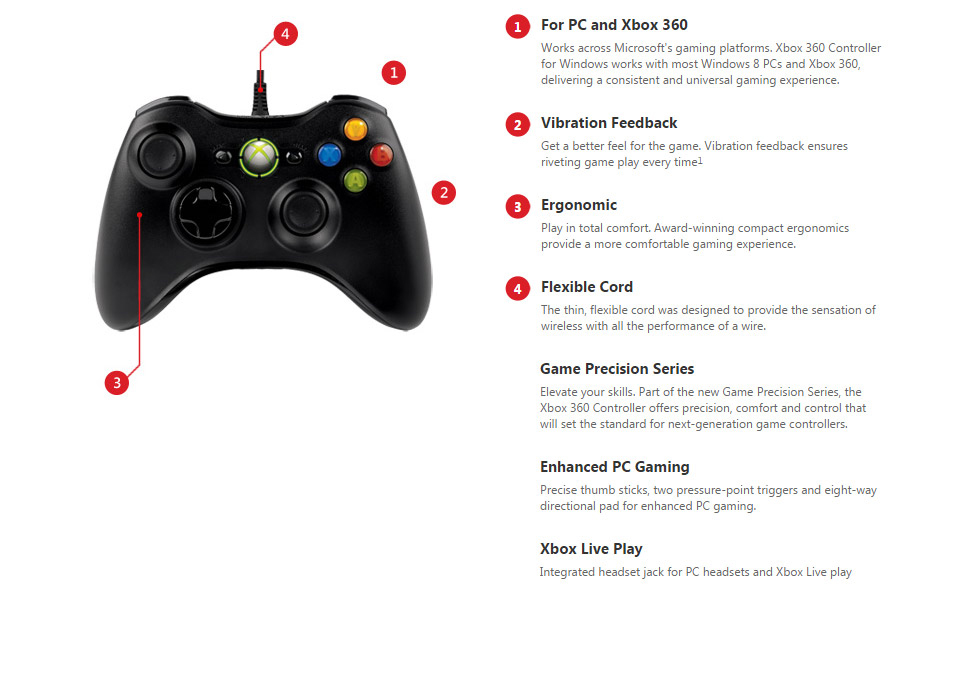 4
1
2
3
1 For PC and Xbox 360
Works across Microsoft's gaming platforms. Xbox 360 Controller
for Windows works with most Windows 8 PCs and Xbox 360,
delivering a consistent and universal gaming experience.
2 Vibration Feedback
Get a better feel for the game. Vibration feedback ensures
riveting game play every time1
3 Ergonomic
Play in total comfort. Award-winning compact ergonomics
provide a more comfortable gaming experience.
4 Flexible Cord
The thin, flexible cord was designed to provide the sensation of
wireless with all the performance of a wire.
Game Precision Series
Elevate your skills. Part of the new Game Precision Series, the
Xbox 360 Controller offers precision, comfort and control that
will set the standard for next-generation game controllers.
Enhanced PC Gaming
Precise thumb sticks, two pressure-point triggers and eight-way
directional pad for enhanced PC gaming.
Xbox Live Play
Integrated headset jack for PC headsets and Xbox Live play
Y
X
B
A